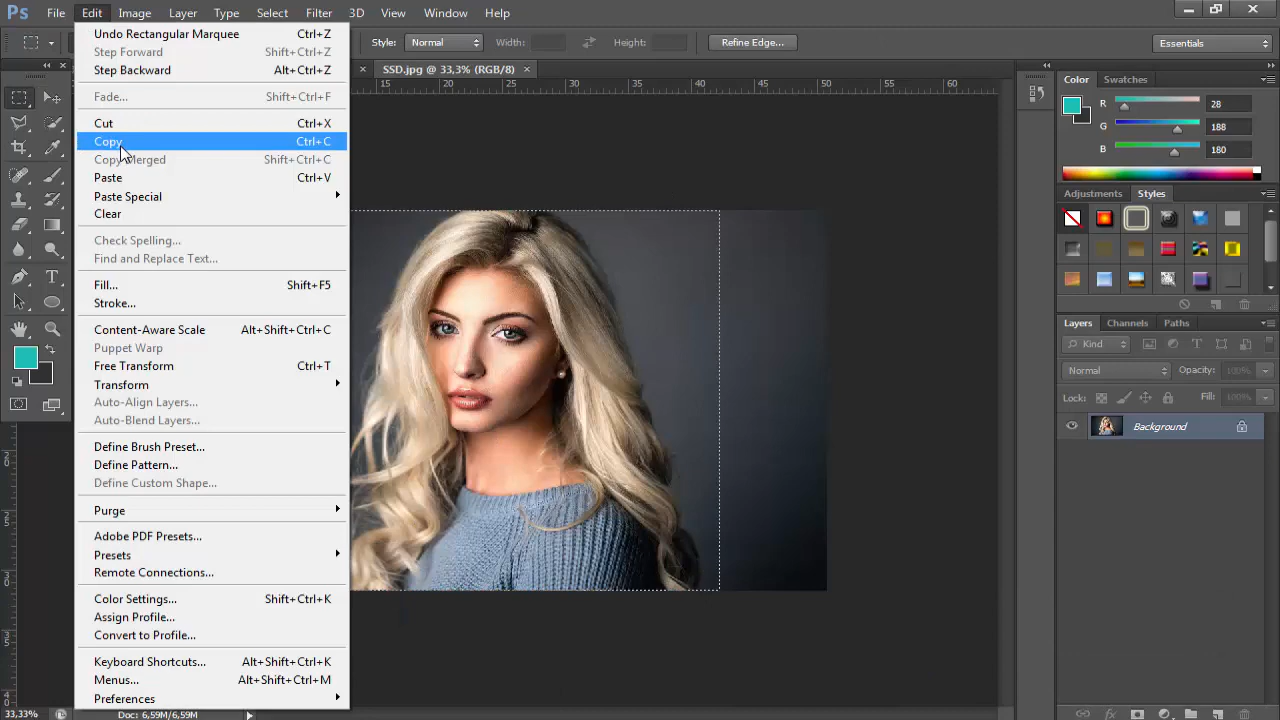 Ps File Edit Image Layer Type Select Filter 3D View Window Help
Style: Normal Width: Height: Refine Edge... Essentials
SSD.jpg @ 33,3% (RGB/8) ×
15 20 25 30 35 40 45 50 55 60
Undo Rectangular Marquee Ctrl+Z
Step Forward Shift+Ctrl+Z
Step Backward Alt+Ctrl+Z
Fade... Shift+Ctrl+F
Cut Ctrl+X
Copy Ctrl+C
Copy Merged Shift+Ctrl+C
Paste Ctrl+V
Paste Special
Clear
Check Spelling...
Find and Replace Text...
Fill... Shift+F5
Stroke...
Content-Aware Scale Alt+Shift+Ctrl+C
Puppet Warp
Free Transform Ctrl+T
Transform
Auto-Align Layers...
Auto-Blend Layers...
Define Brush Preset...
Define Pattern...
Define Custom Shape...
Purge
Adobe PDF Presets...
Presets
Remote Connections...
Color Settings... Shift+Ctrl+K
Assign Profile...
Convert to Profile...
Keyboard Shortcuts... Alt+Shift+Ctrl+K
Menus... Alt+Shift+Ctrl+M
Preferences
Color Swatches
R 28
G 188
B 180
Adjustments Styles
Layers Channels Paths
Kind
Normal Opacity: 100%
Lock: Fill: 100%
Background
33,33% Doc: 6,59M/6,59M